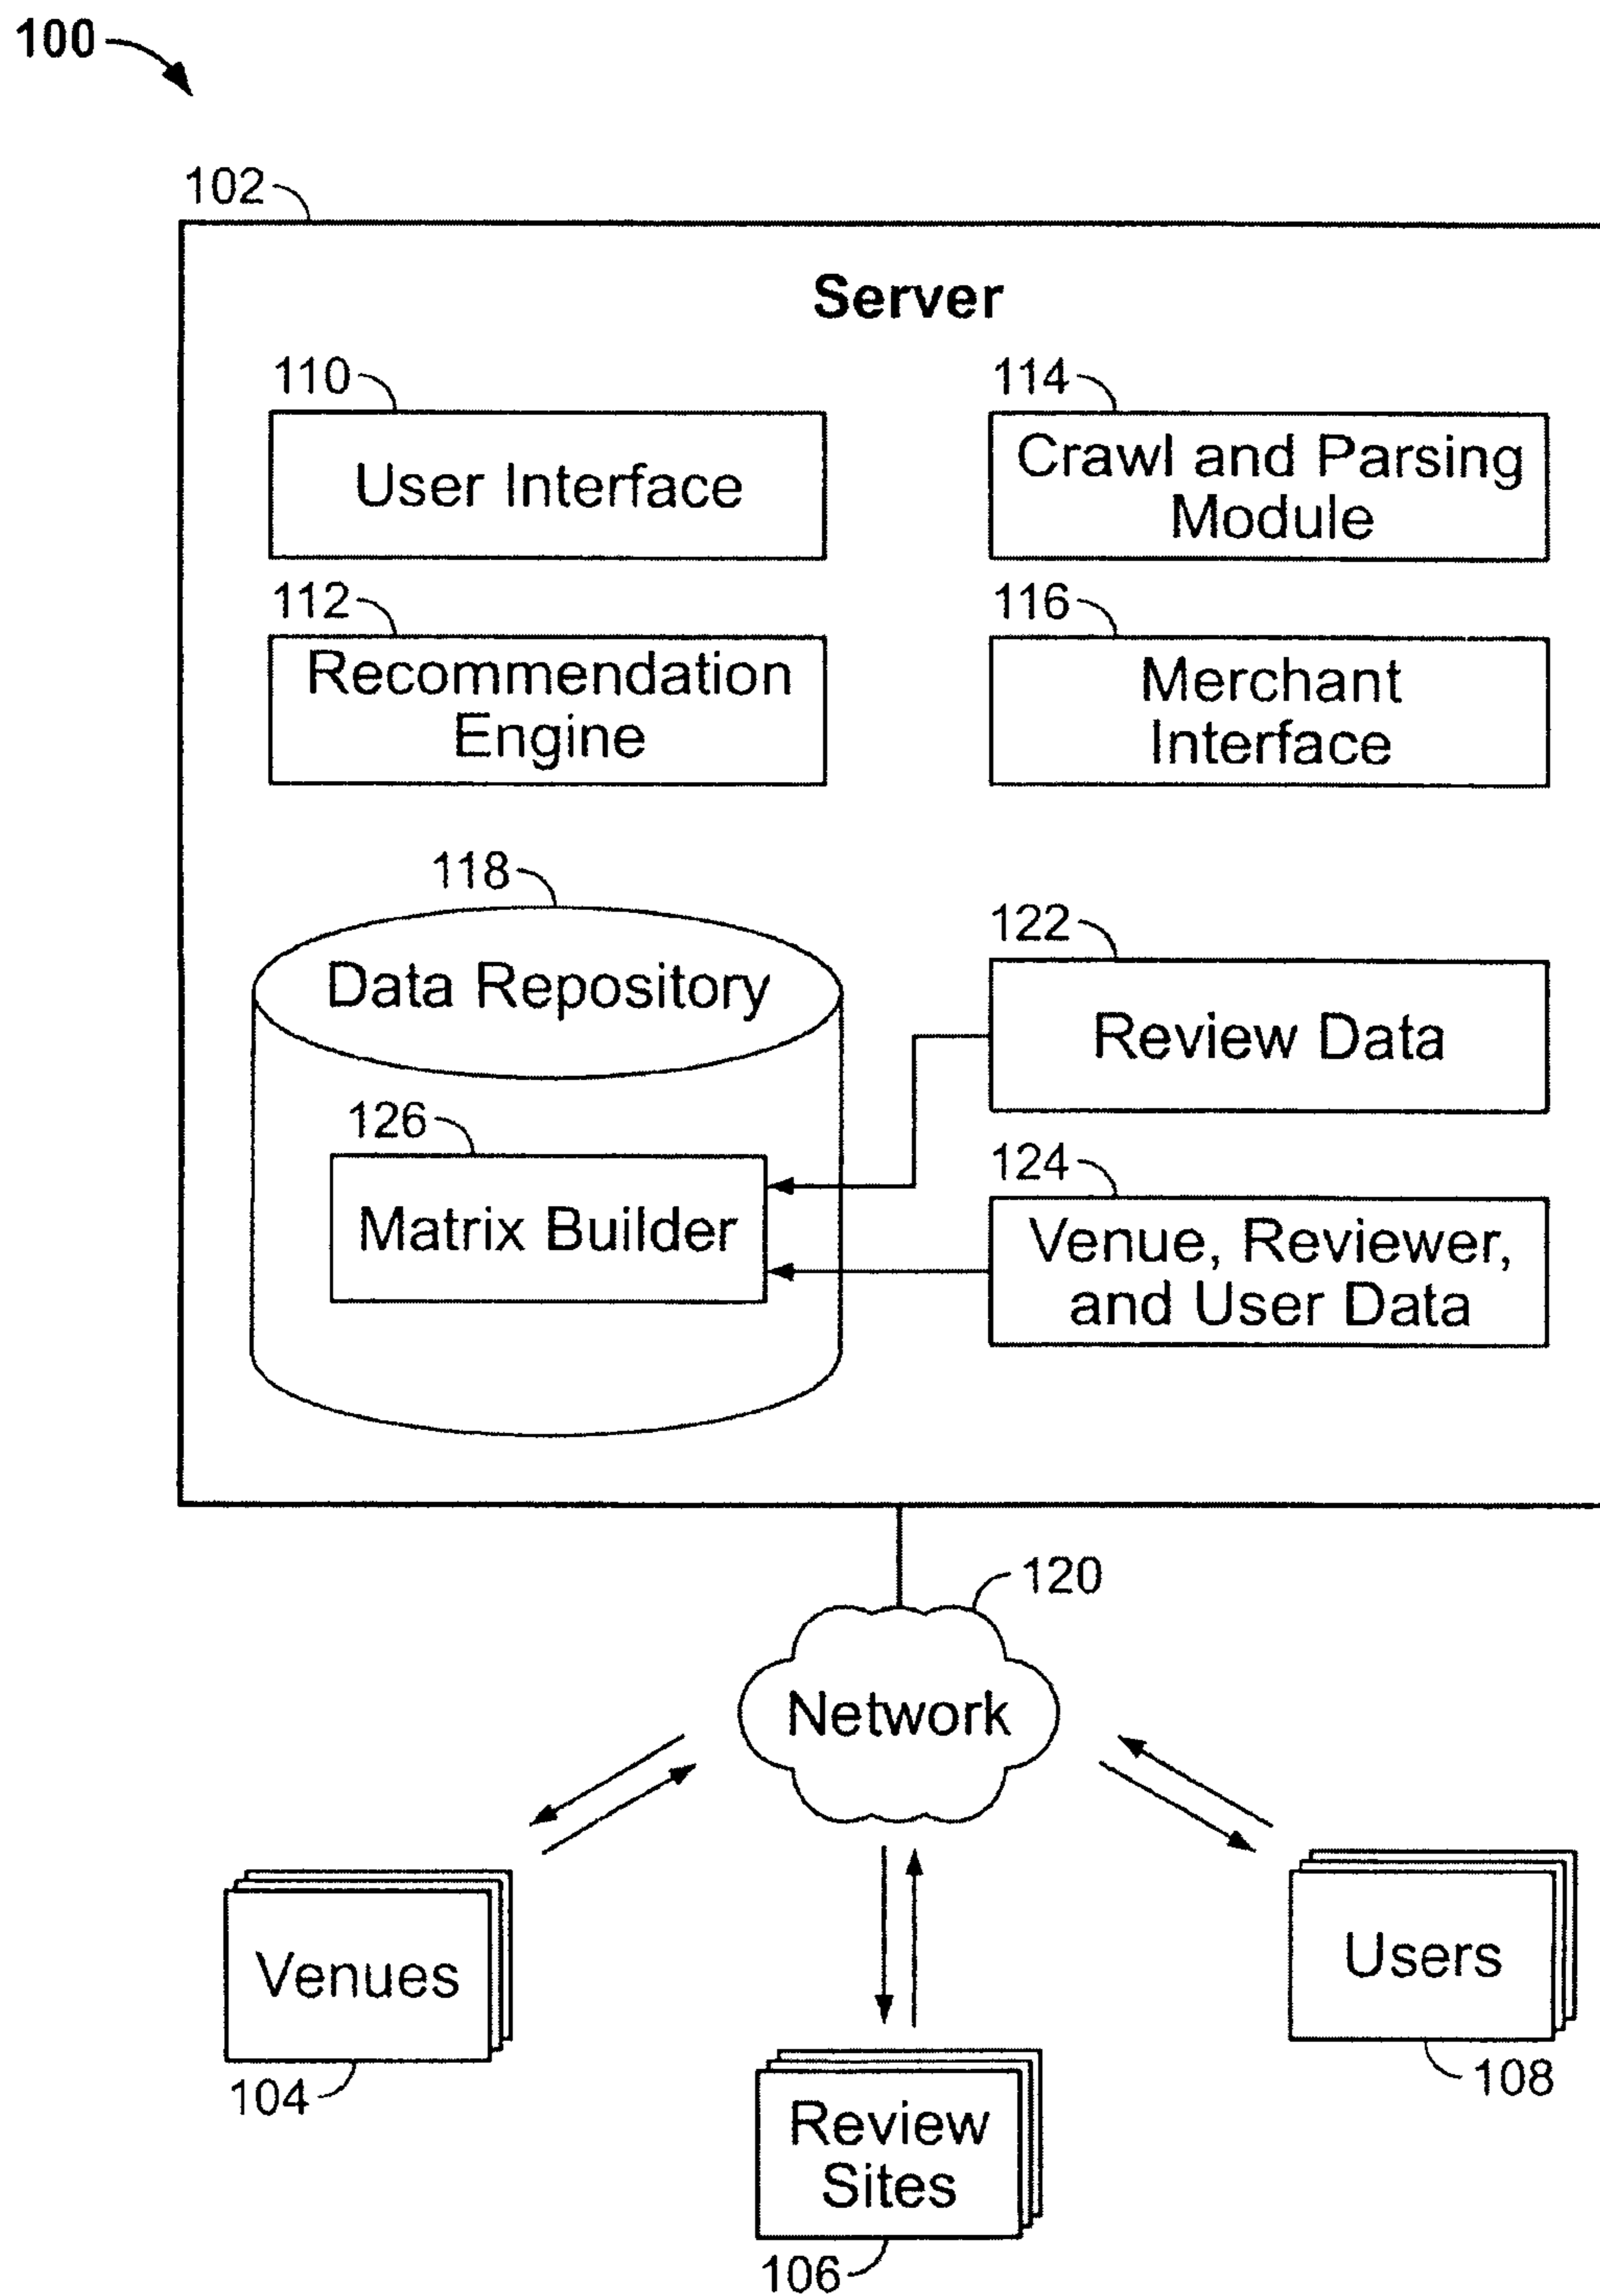 100
102
Server
110
User Interface
114
Crawl and Parsing
Module
112
Recommendation
Engine
116
Merchant
Interface
118
Data Repository
122
Review Data
126
Matrix Builder
124
Venue, Reviewer,
and User Data
120
Network
Venues
104
Review
Sites
106
Users
108